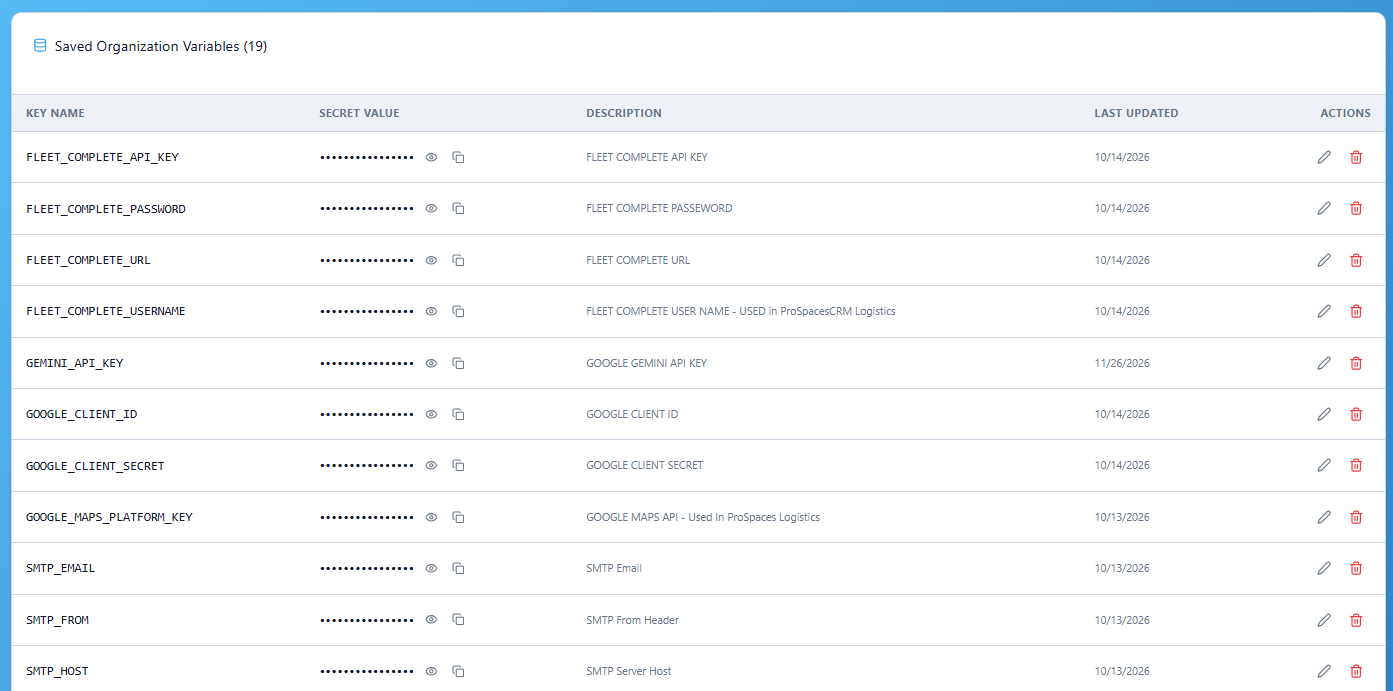 Saved Organization Variables (19)
KEY NAME SECRET VALUE DESCRIPTION LAST UPDATED ACTIONS
FLEET_COMPLETE_API_KEY •••••••••••••••• FLEET COMPLETE API KEY 10/14/2026
FLEET_COMPLETE_PASSWORD •••••••••••••••• FLEET COMPLETE PASSEWORD 10/14/2026
FLEET_COMPLETE_URL •••••••••••••••• FLEET COMPLETE URL 10/14/2026
FLEET_COMPLETE_USERNAME •••••••••••••••• FLEET COMPLETE USER NAME - USED in ProSpacesCRM Logistics 10/14/2026
GEMINI_API_KEY •••••••••••••••• GOOGLE GEMINI API KEY 11/26/2026
GOOGLE_CLIENT_ID •••••••••••••••• GOOGLE CLIENT ID 10/14/2026
GOOGLE_CLIENT_SECRET •••••••••••••••• GOOGLE CLIENT SECRET 10/14/2026
GOOGLE_MAPS_PLATFORM_KEY •••••••••••••••• GOOGLE MAPS API - Used In ProSpaces Logistics 10/13/2026
SMTP_EMAIL •••••••••••••••• SMTP Email 10/13/2026
SMTP_FROM •••••••••••••••• SMTP From Header 10/13/2026
SMTP_HOST •••••••••••••••• SMTP Server Host 10/13/2026